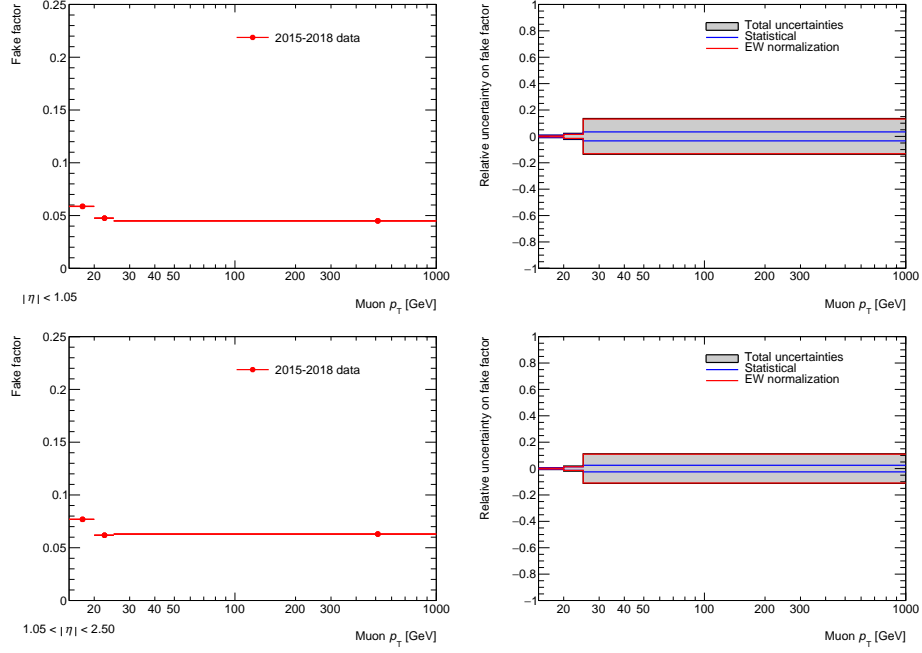 Fake factor
0.25
0.2
0.15
0.1
0.05
0
2015-2018 data
20 30 40 50 100 200 300 1000
Muon pT [GeV]
| η | < 1.05
Relative uncertainty on fake factor
1
0.8
0.6
0.4
0.2
0
−0.2
−0.4
−0.6
−0.8
−1
Total uncertainties
Statistical
EW normalization
20 30 40 50 100 200 300 1000
Muon pT [GeV]
Fake factor
0.25
0.2
0.15
0.1
0.05
0
2015-2018 data
20 30 40 50 100 200 300 1000
Muon pT [GeV]
1.05 < | η | < 2.50
Relative uncertainty on fake factor
1
0.8
0.6
0.4
0.2
0
−0.2
−0.4
−0.6
−0.8
−1
Total uncertainties
Statistical
EW normalization
20 30 40 50 100 200 300 1000
Muon pT [GeV]